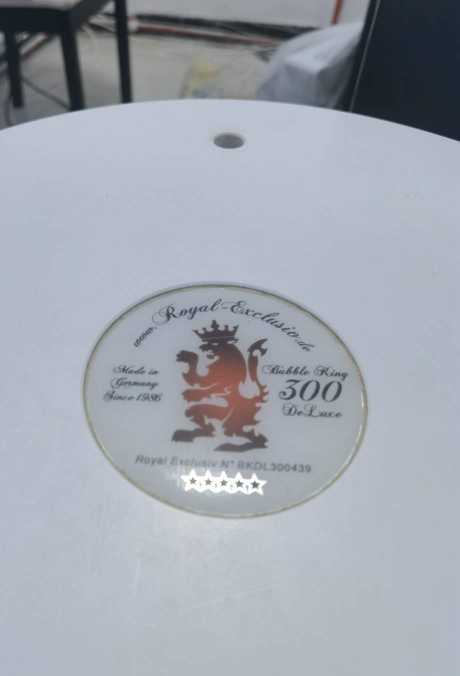 www.Royal-Exclusiv.de
Made in
Germany
Since 1986
Bubble King
300
DeLuxe
Royal Exclusiv N° BKDL300439